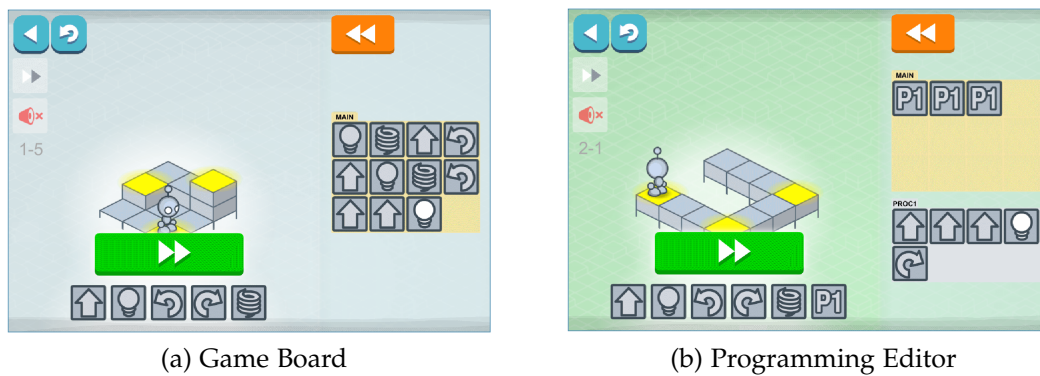 MAIN
1-5
(a) Game Board
MAIN
P1 P1 P1
2-1
PROC1
P1
(b) Programming Editor